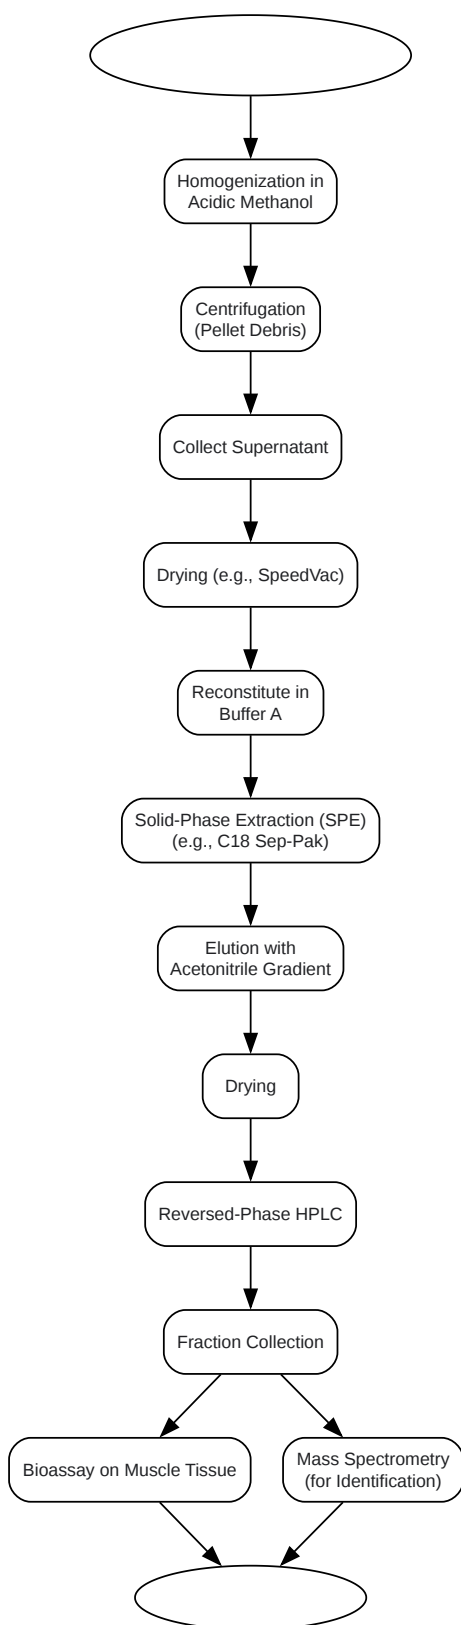 Homogenization in
Acidic Methanol
Centrifugation
(Pellet Debris)
Collect Supernatant
Drying (e.g., SpeedVac)
Reconstitute in
Buffer A
Solid-Phase Extraction (SPE)
(e.g., C18 Sep-Pak)
Elution with
Acetonitrile Gradient
Drying
Reversed-Phase HPLC
Fraction Collection
Bioassay on Muscle Tissue
Mass Spectrometry
(for Identification)